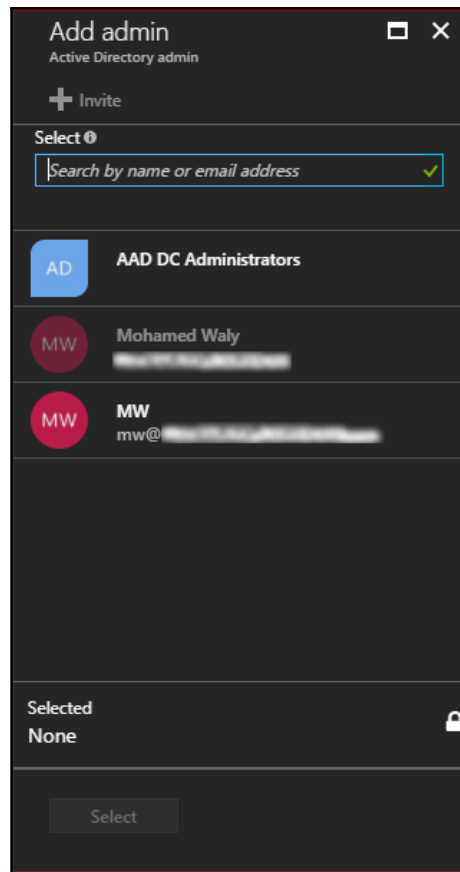 Add admin
Active Directory admin
Invite
Select
Search by name or email address
AD
AAD DC Administrators
MW
Mohamed Waly
MW
MW
mw@
Selected
None
Select